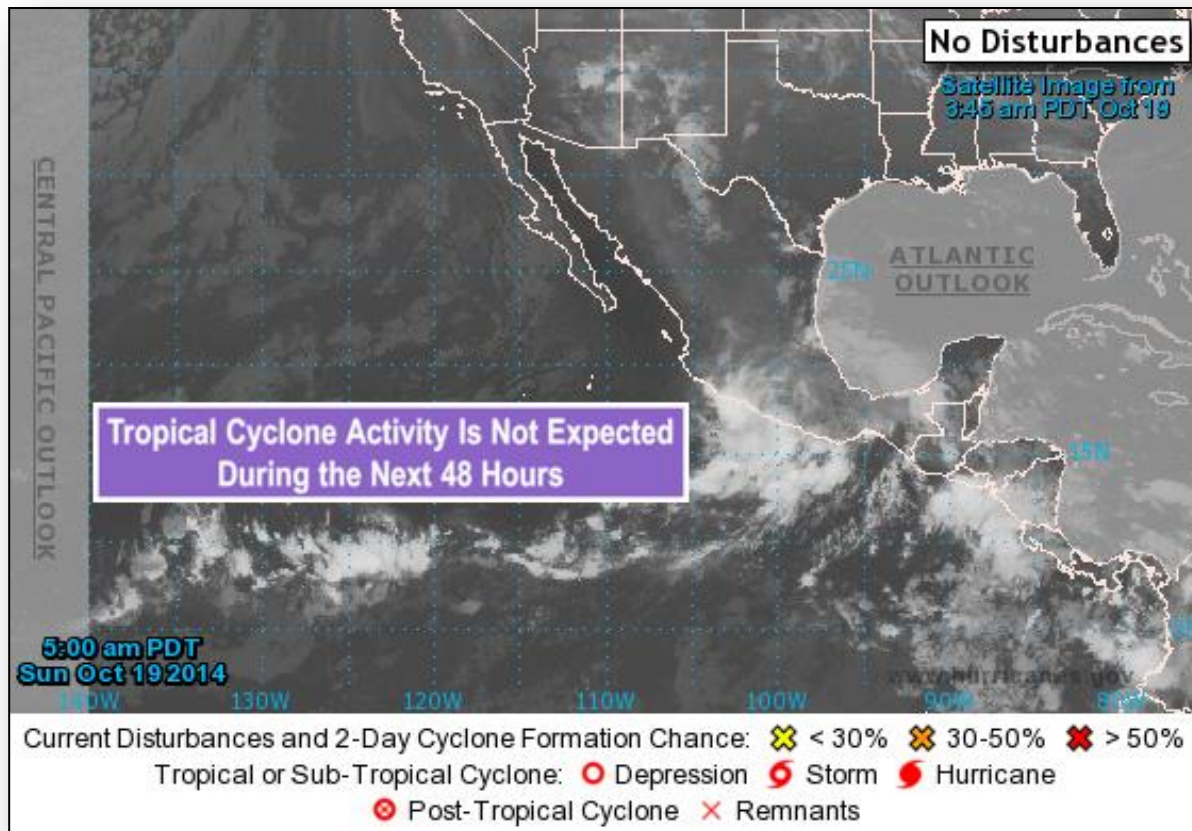 No Disturbances
Satellite Image from
3:45 am PDT Oct 19
CENTRAL PACIFIC OUTLOOK
ATLANTIC
OUTLOOK
25N
Tropical Cyclone Activity Is Not Expected
During the Next 48 Hours
15N
5:00 am PDT
Sun Oct 19 2014
www.hurricanes.gov
140W 130W 120W 110W 100W 90W 80W
Current Disturbances and 2-Day Cyclone Formation Chance: < 30% 30-50% > 50%
Tropical or Sub-Tropical Cyclone: Depression Storm Hurricane
Post-Tropical Cyclone Remnants